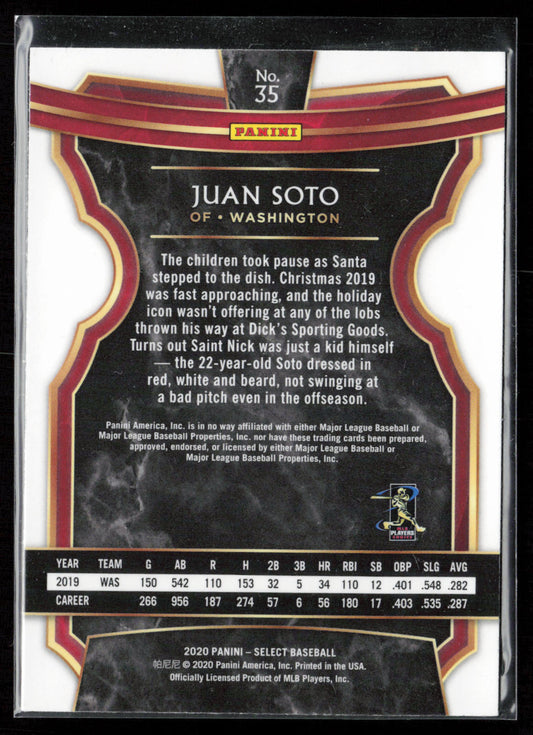 No.
35
PANINI
JUAN SOTO
OF • WASHINGTON
The children took pause as Santa
stepped to the dish. Christmas 2019
was fast approaching, and the holiday
icon wasn't offering at any of the lobs
thrown his way at Dick's Sporting Goods.
Turns out Saint Nick was just a kid himself
— the 22-year-old Soto dressed in
red, white and beard, not swinging at
a bad pitch even in the offseason.
Panini America, Inc. is in no way affiliated with either Major League Baseball or
Major League Baseball Properties, Inc. nor have these trading cards been prepared,
approved, endorsed, or licensed by either Major League Baseball or
Major League Baseball Properties, Inc.
MLB
PLAYERS
CHOICE
YEAR TEAM G AB R H 2B 3B HR RBI SB OBP SLG AVG
2019 WAS 150 542 110 153 32 5 34 110 12 .401 .548 .282
CAREER 266 956 187 274 57 6 56 180 17 .403 .535 .287
2020 PANINI – SELECT BASEBALL
帕尼尼 © 2020 Panini America, Inc. Printed in the USA.
Officially Licensed Product of MLB Players, Inc.